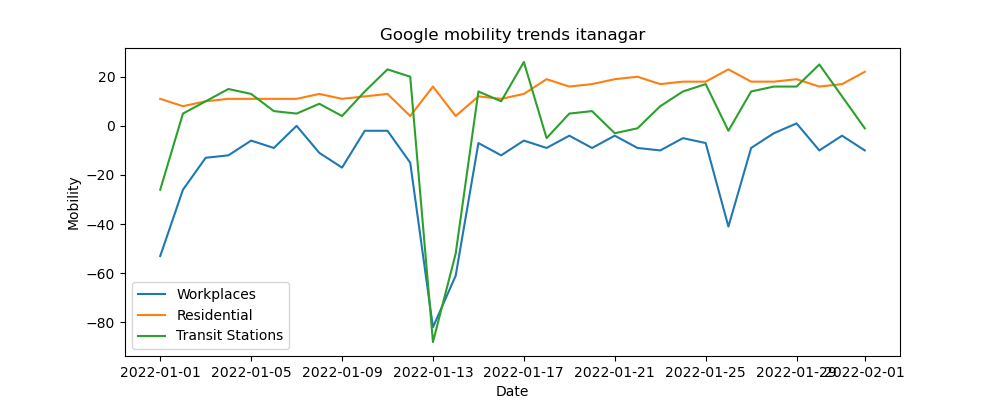 Google mobility trends itanagar
20
0
−20
−40
−60
−80
Mobility
Workplaces
Residential
Transit Stations
2022-01-01 2022-01-05 2022-01-09 2022-01-13 2022-01-17 2022-01-21 2022-01-25 2022-01-29 2022-02-01
Date